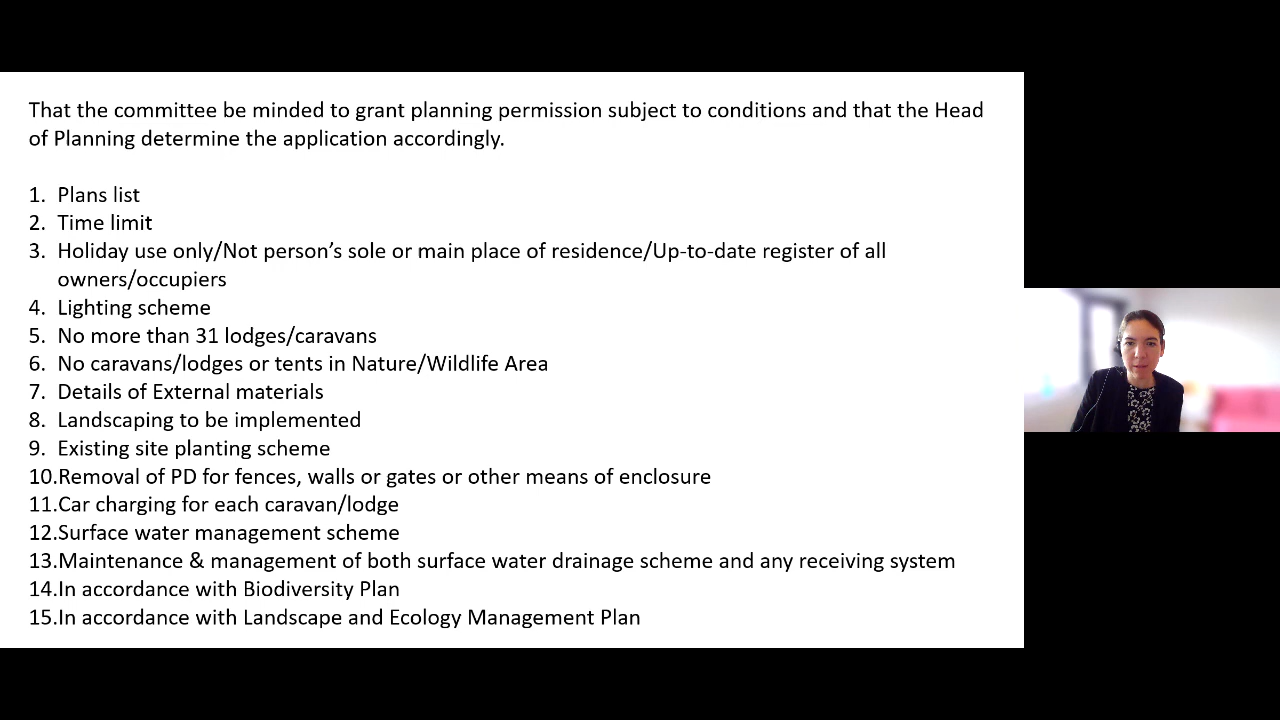 That the committee be minded to grant planning permission subject to conditions and that the Head
of Planning determine the application accordingly.
1. Plans list
2. Time limit
3. Holiday use only/Not person’s sole or main place of residence/Up-to-date register of all
owners/occupiers
4. Lighting scheme
5. No more than 31 lodges/caravans
6. No caravans/lodges or tents in Nature/Wildlife Area
7. Details of External materials
8. Landscaping to be implemented
9. Existing site planting scheme
10.Removal of PD for fences, walls or gates or other means of enclosure
11.Car charging for each caravan/lodge
12.Surface water management scheme
13.Maintenance & management of both surface water drainage scheme and any receiving system
14.In accordance with Biodiversity Plan
15.In accordance with Landscape and Ecology Management Plan